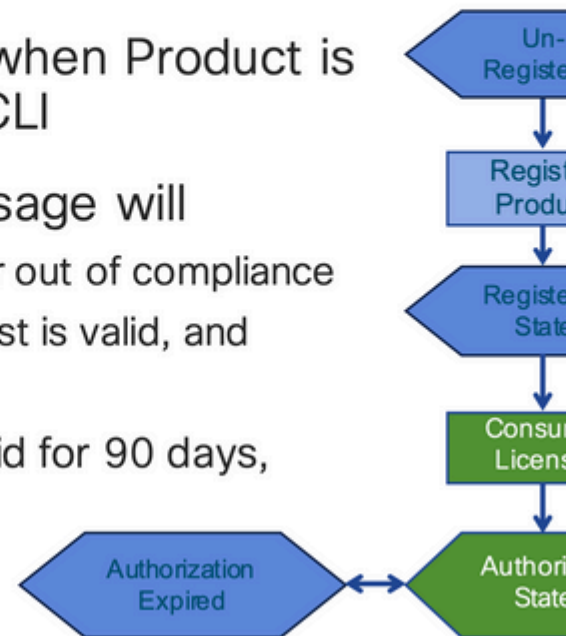 when Product is
CLI
sage will
r out of compliance
st is valid, and
id for 90 days,
Un-
Registe
Regist
Produ
Registe
State
Consu
Licens
Authori
State
Authorization
Expired